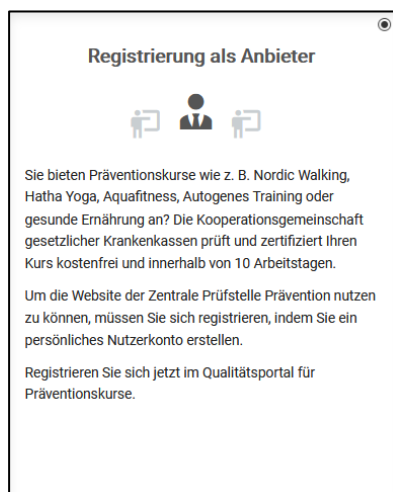 Registrierung als Anbieter
Sie bieten Präventionskurse wie z. B. Nordic Walking,
Hatha Yoga, Aquafitness, Autogenes Training oder
gesunde Ernährung an? Die Kooperationsgemeinschaft
gesetzlicher Krankenkassen prüft und zertifiziert Ihren
Kurs kostenfrei und innerhalb von 10 Arbeitstagen.
Um die Website der Zentrale Prüfstelle Prävention nutzen
zu können, müssen Sie sich registrieren, indem Sie ein
persönliches Nutzerkonto erstellen.
Registrieren Sie sich jetzt im Qualitätsportal für
Präventionskurse.